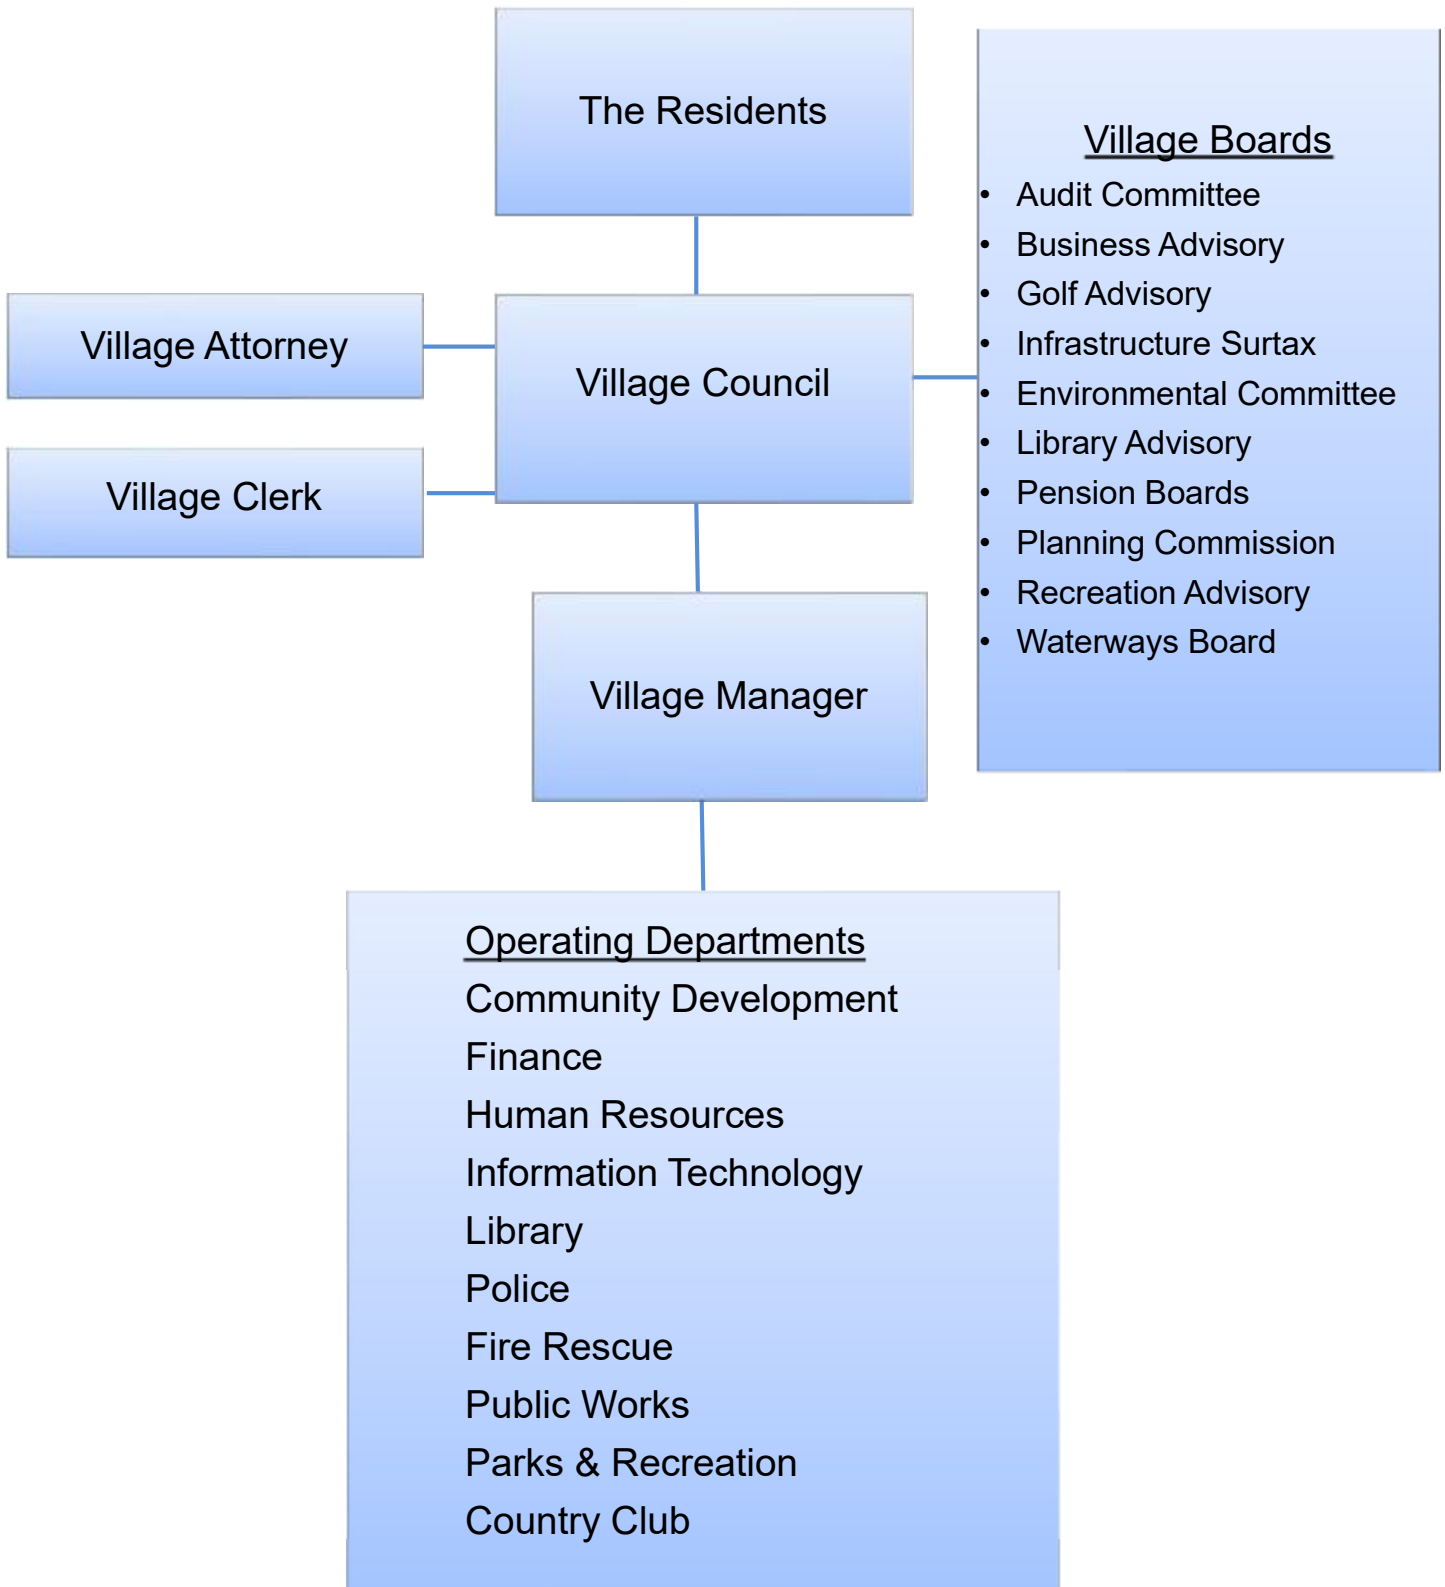 The Residents
Village Boards
• Audit Committee
• Business Advisory
• Golf Advisory
• Infrastructure Surtax
• Environmental Committee
• Library Advisory
• Pension Boards
• Planning Commission
• Recreation Advisory
• Waterways Board
Village Attorney
Village Council
Village Clerk
Village Manager
Operating Departments
Community Development
Finance
Human Resources
Information Technology
Library
Police
Fire Rescue
Public Works
Parks & Recreation
Country Club